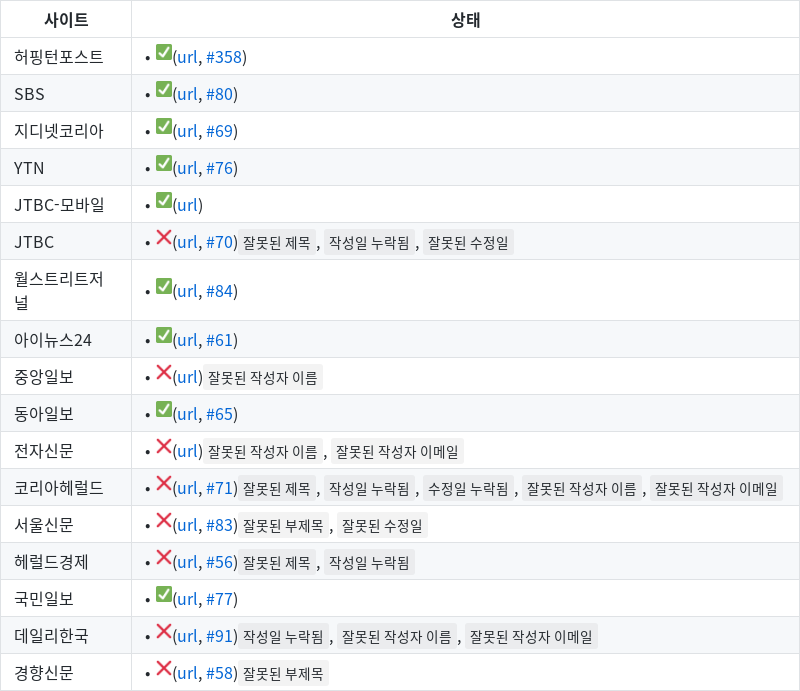 사이트 상태
허핑턴포스트 • ✅(url, #358)
SBS • ✅(url, #80)
지디넷코리아 • ✅(url, #69)
YTN • ✅(url, #76)
JTBC-모바일 • ✅(url)
JTBC • ❌(url, #70) 잘못된 제목 , 작성일 누락됨 , 잘못된 수정일
월스트리트저
널 • ✅(url, #84)
아이뉴스24 • ✅(url, #61)
중앙일보 • ❌(url) 잘못된 작성자 이름
동아일보 • ✅(url, #65)
전자신문 • ❌(url) 잘못된 작성자 이름 , 잘못된 작성자 이메일
코리아헤럴드 • ❌(url, #71) 잘못된 제목 , 작성일 누락됨 , 수정일 누락됨 , 잘못된 작성자 이름 , 잘못된 작성자 이메일
서울신문 • ❌(url, #83) 잘못된 부제목 , 잘못된 수정일
헤럴드경제 • ❌(url, #56) 잘못된 제목 , 작성일 누락됨
국민일보 • ✅(url, #77)
데일리한국 • ❌(url, #91) 작성일 누락됨 , 잘못된 작성자 이름 , 잘못된 작성자 이메일
경향신문 • ❌(url, #58) 잘못된 부제목